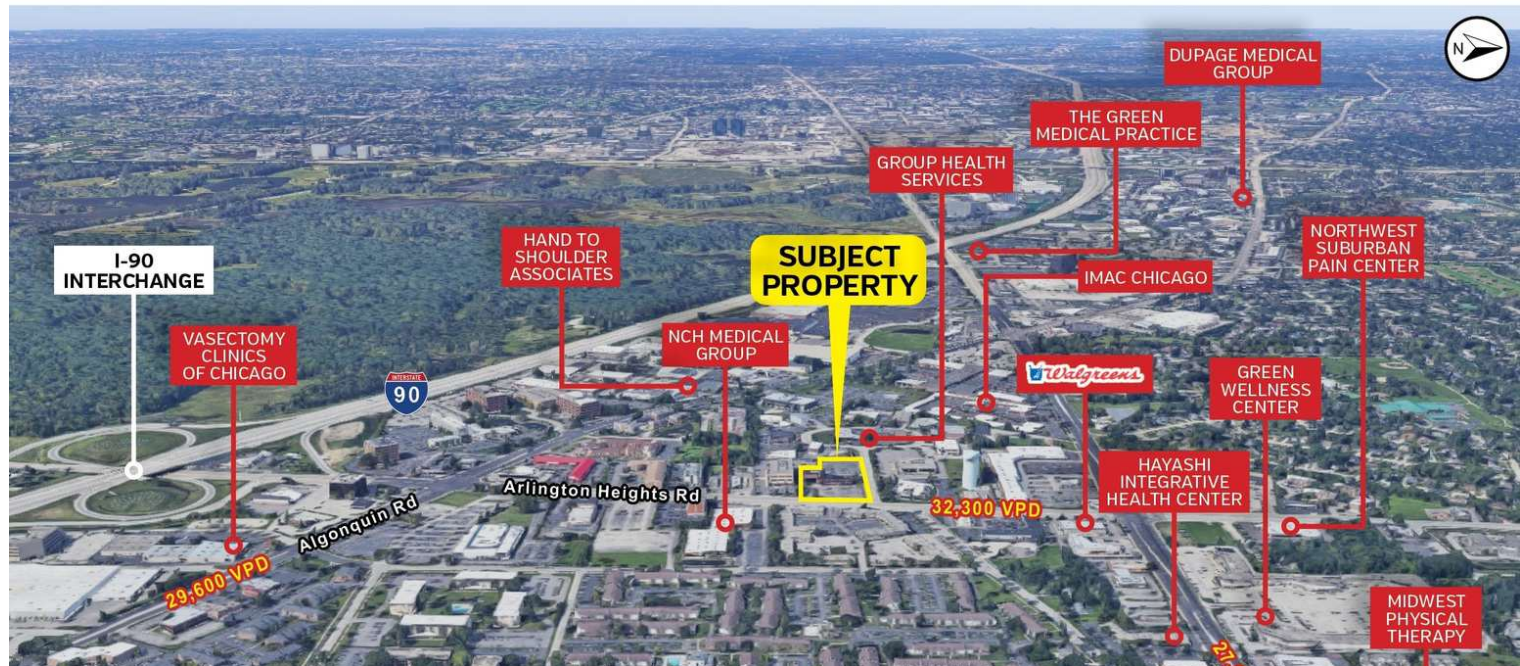 N
DUPAGE MEDICAL
GROUP
THE GREEN
MEDICAL PRACTICE
GROUP HEALTH
SERVICES
HAND TO
SHOULDER
ASSOCIATES
SUBJECT
PROPERTY
NORTHWEST
SUBURBAN
PAIN CENTER
I-90
INTERCHANGE
IMAC CHICAGO
VASECTOMY
CLINICS
OF CHICAGO
NCH MEDICAL
GROUP
INTERSTATE
90
Walgreens
GREEN
WELLNESS
CENTER
HAYASHI
INTEGRATIVE
HEALTH CENTER
Arlington Heights Rd
32,300 VPD
Algonquin Rd
29,600 VPD
MIDWEST
PHYSICAL
THERAPY
27